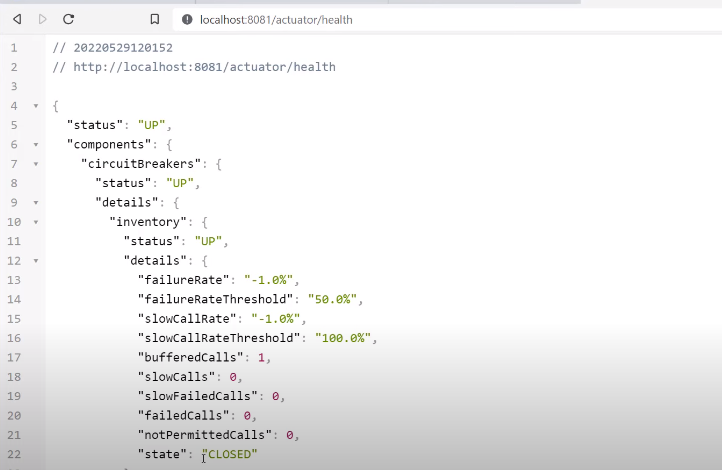 localhost:8081/actuator/health
1 // 20220529120152
2 // http://localhost:8081/actuator/health
3
4 {
5 "status": "UP",
6 "components": {
7 "circuitBreakers": {
8 "status": "UP",
9 "details": {
10 "inventory": {
11 "status": "UP",
12 "details": {
13 "failureRate": "-1.0%",
14 "failureRateThreshold": "50.0%",
15 "slowCallRate": "-1.0%",
16 "slowCallRateThreshold": "100.0%",
17 "bufferedCalls": 1,
18 "slowCalls": 0,
19 "slowFailedCalls": 0,
20 "failedCalls": 0,
21 "notPermittedCalls": 0,
22 "state": "CLOSED"